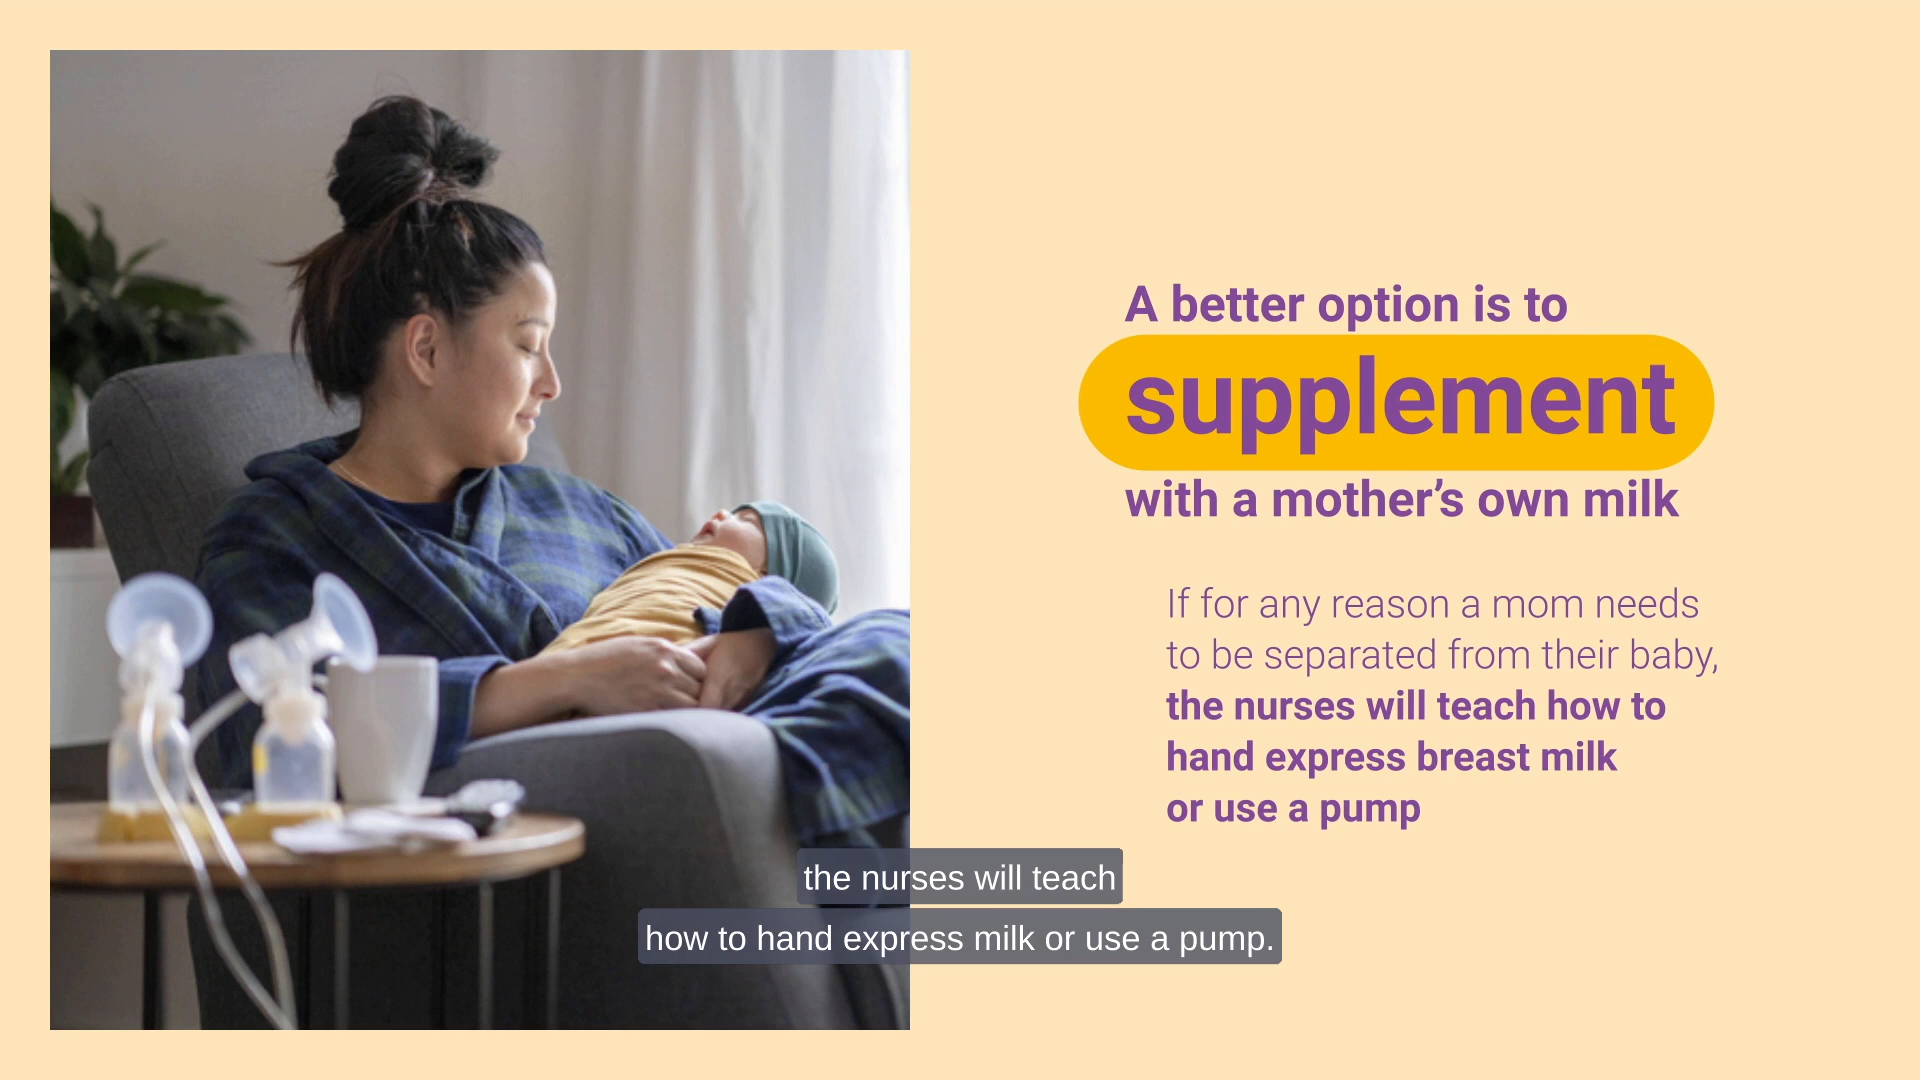 A better option is to
supplement
with a mother’s own milk
If for any reason a mom needs
to be separated from their baby,
the nurses will teach how to
hand express breast milk
or use a pump
the nurses will teach
how to hand express milk or use a pump.